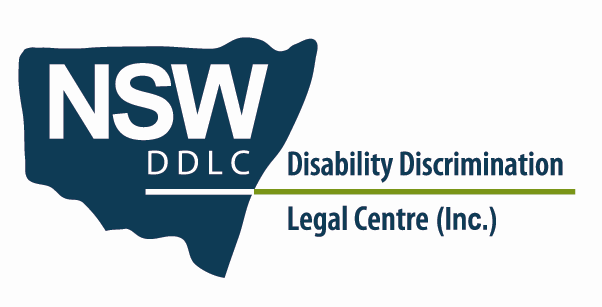 NSW
DDLC
Disability Discrimination
Legal Centre (Inc.)